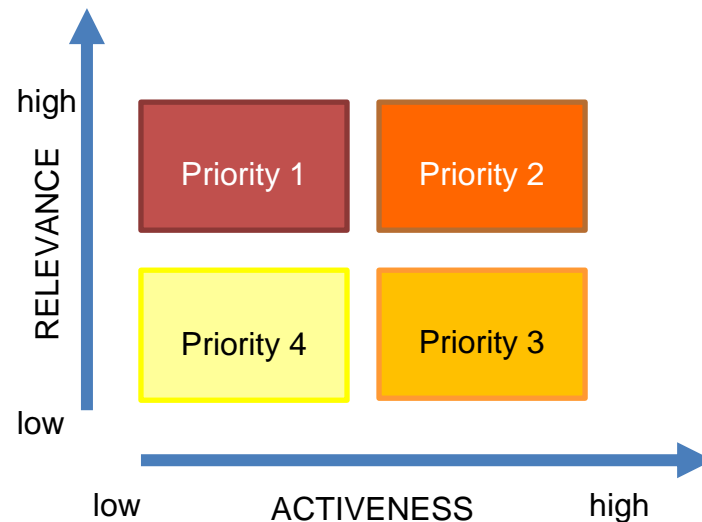 high
Priority 1
Priority 2
RELEVANCE
Priority 4
Priority 3
low
low
ACTIVENESS
high